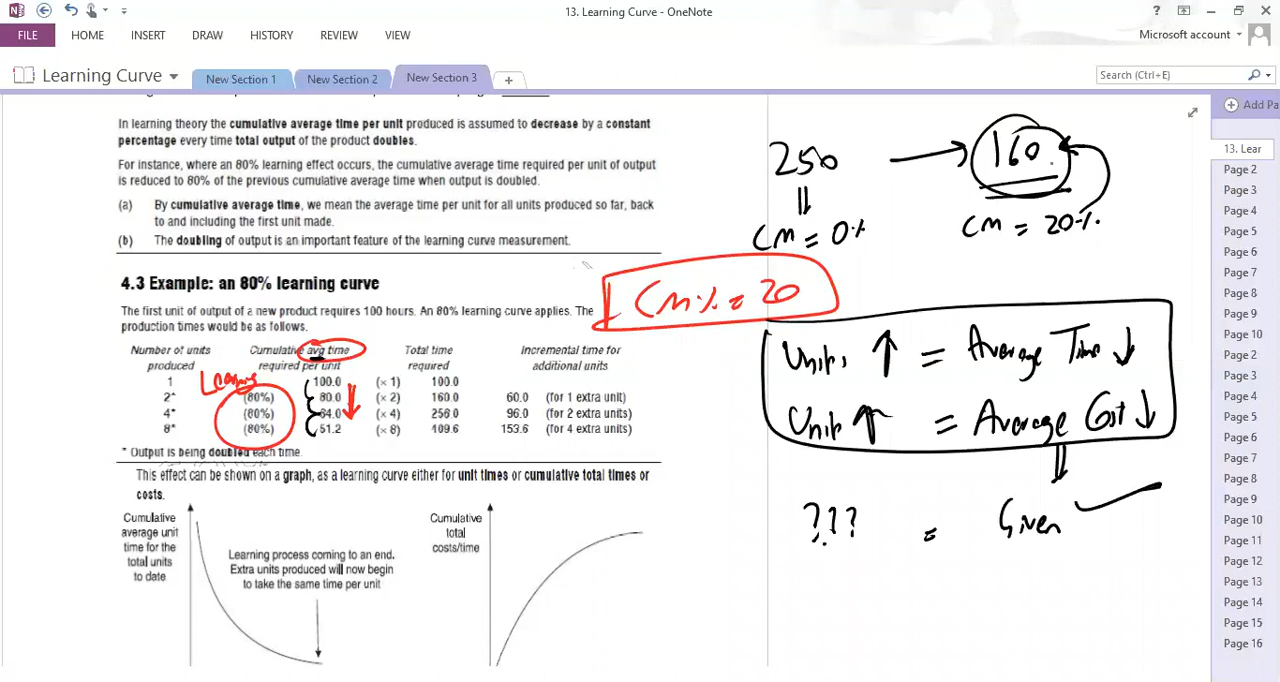 13. Learning Curve - OneNote
?
FILE HOME INSERT DRAW HISTORY REVIEW VIEW
Microsoft account
Learning Curve
New Section 1
New Section 2
New Section 3
Search (Ctrl+E)
In learning theory the cumulative average time per unit produced is assumed to decrease by a constant
percentage every time total output of the product doubles.
For instance, where an 80% learning effect occurs, the cumulative average time required per unit of output
is reduced to 80% of the previous cumulative average time when output is doubled.
(a) By cumulative average time, we mean the average time per unit for all units produced so far, back
to and including the first unit made.
(b) The doubling of output is an important feature of the learning curve measurement.
4.3 Example: an 80% learning curve
The first unit of output of a new product requires 100 hours. An 80% learning curve applies. The
production times would be as follows.
Number of units Cumulative avg time Total time Incremental time for
produced required per unit required additional units
1 100.0 (× 1) 100.0
2* (80%) 80.0 (× 2) 160.0 60.0 (for 1 extra unit)
4* (80%) 64.0 (× 4) 256.0 96.0 (for 2 extra units)
8* (80%) 51.2 (× 8) 409.6 153.6 (for 4 extra units)
Learning
* Output is being doubled each time.
This effect can be shown on a graph, as a learning curve either for unit times or cumulative total times or
costs.
Cumulative
average unit
time for the
total units
to date
Learning process coming to an end.
Extra units produced will now begin
to take the same time per unit
Cumulative
total
costs/time
250 → 160
CM = 0%
CM = 20%
CM% = 20
Units ↑ = Average Time ↓
Unit ↑ = Average Cost ↓
??? = Given
Add Pa
13. Lear
Page 2
Page 3
Page 4
Page 5
Page 6
Page 7
Page 8
Page 9
Page 10
Page 2
Page 3
Page 4
Page 5
Page 6
Page 7
Page 8
Page 9
Page 10
Page 11
Page 12
Page 13
Page 14
Page 15
Page 16